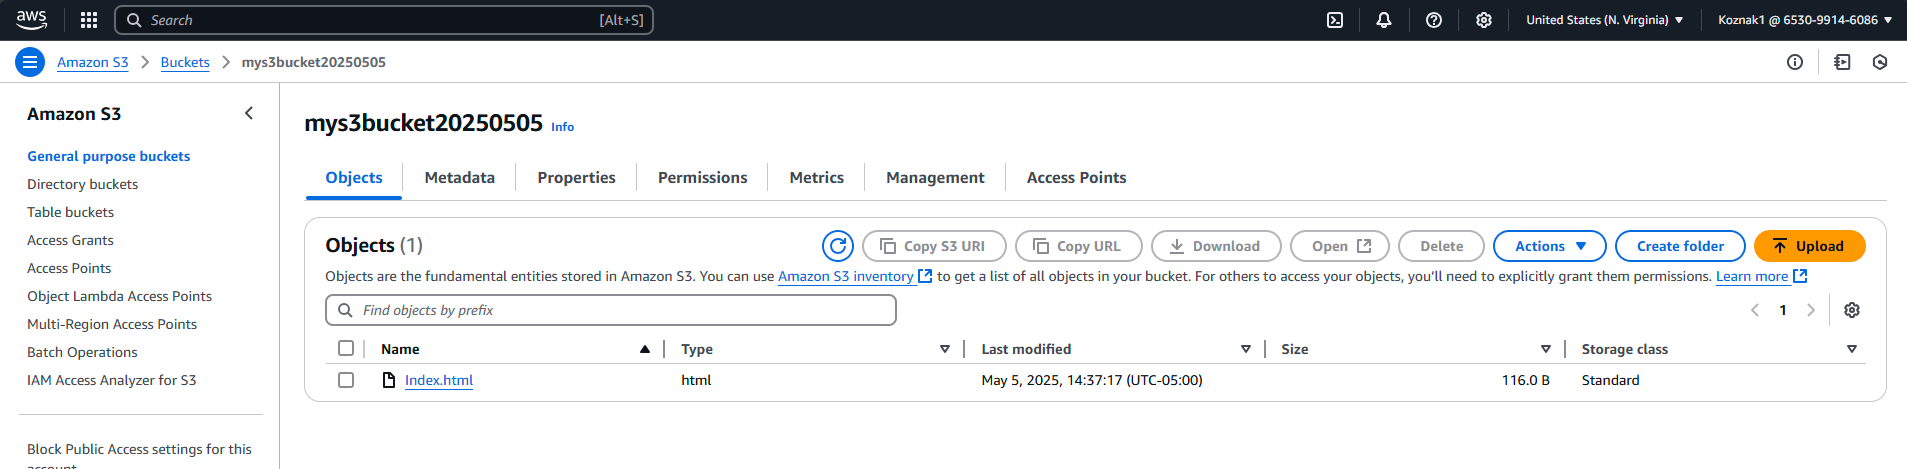 aws Search [Alt+S] United States (N. Virginia) Koznak1 @ 6530-9914-6086
Amazon S3 Buckets mys3bucket20250505
Amazon S3
General purpose buckets
Directory buckets
Table buckets
Access Grants
Access Points
Object Lambda Access Points
Multi-Region Access Points
Batch Operations
IAM Access Analyzer for S3
Block Public Access settings for this
account
mys3bucket20250505 Info
Objects Metadata Properties Permissions Metrics Management Access Points
Objects (1) Copy S3 URI Copy URL Download Open Delete Actions Create folder Upload
Objects are the fundamental entities stored in Amazon S3. You can use Amazon S3 inventory to get a list of all objects in your bucket. For others to access your objects, you'll need to explicitly grant them permissions. Learn more
Find objects by prefix 1
Name Type Last modified Size Storage class
Index.html html May 5, 2025, 14:37:17 (UTC-05:00) 116.0 B Standard